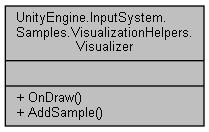 UnityEngine.InputSystem.
Samples.VisualizationHelpers.
Visualizer
+ OnDraw()
+ AddSample()